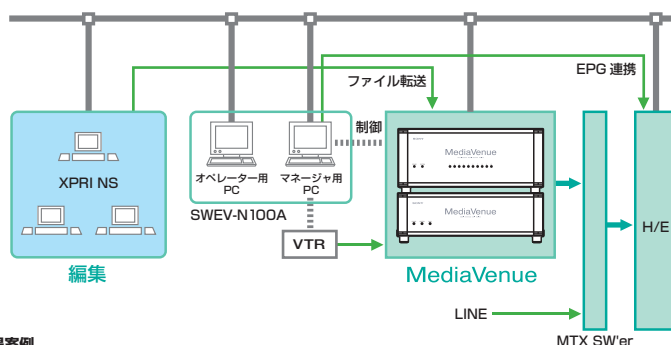 ファイル転送
EPG 連携
XPRI NS
オペレーター用
PC
マネージャ用
PC
制御
MediaVenue
MediaVenue
H/E
SWEV-N100A
VTR
編集
MediaVenue
LINE
MTX SW'er
案例